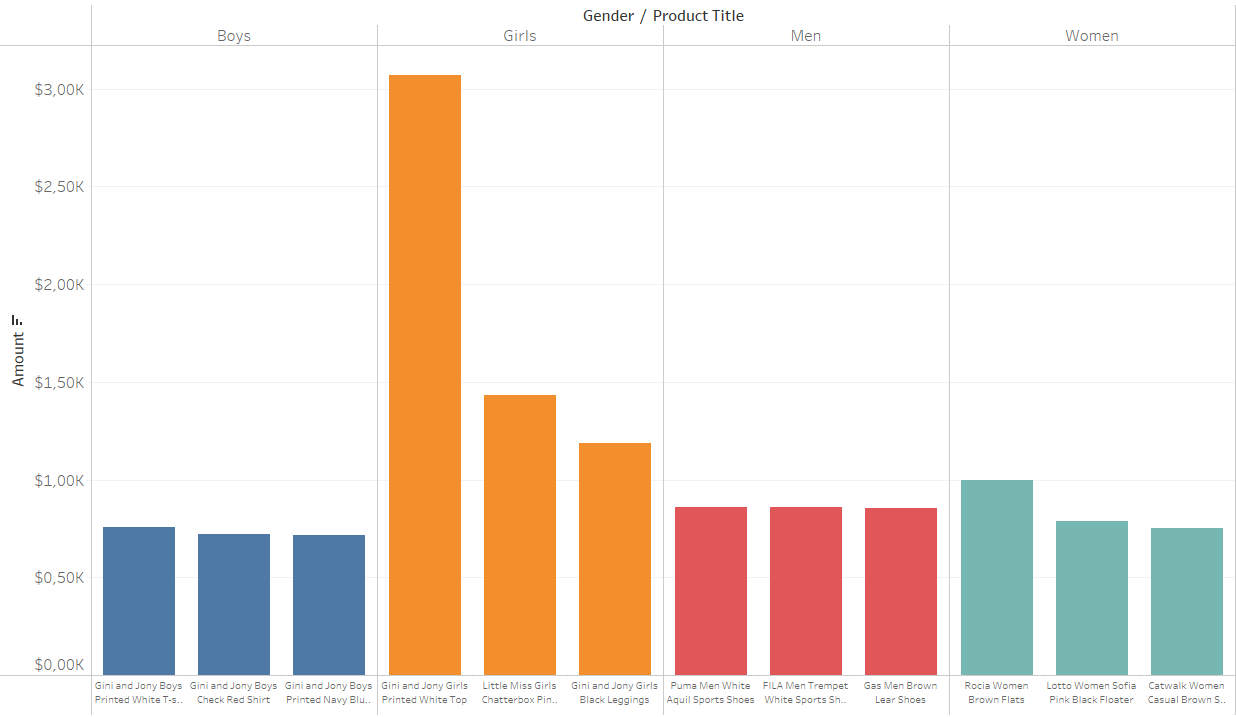 Gender / Product Title
Boys
Girls
Men
Women
$3,00K
$2,50K
$2,00K
$1,50K
$1,00K
$0,50K
$0,00K
Amount
Gini and Jony Boys
Printed White T-s..
Gini and Jony Boys
Check Red Shirt
Gini and Jony Boys
Printed Navy Blu..
Gini and Jony Girls
Printed White Top
Little Miss Girls
Chatterbox Pin..
Gini and Jony Girls
Black Leggings
Puma Men White
Aquil Sports Shoes
FILA Men Trempet
White Sports Sh..
Gas Men Brown
Lear Shoes
Rocia Women
Brown Flats
Lotto Women Sofia
Pink Black Floater
Catwalk Women
Casual Brown S..